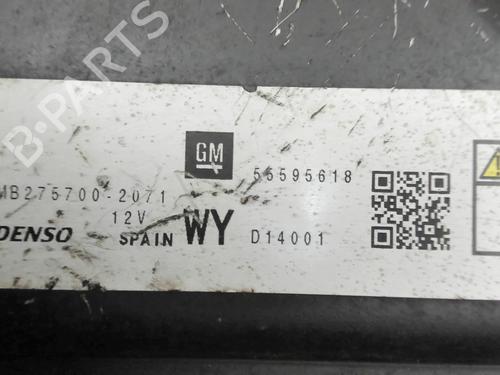 B-PARTS
GM
55595618
MB275700-2071
12V
DENSO
SPAIN
WY
D14001